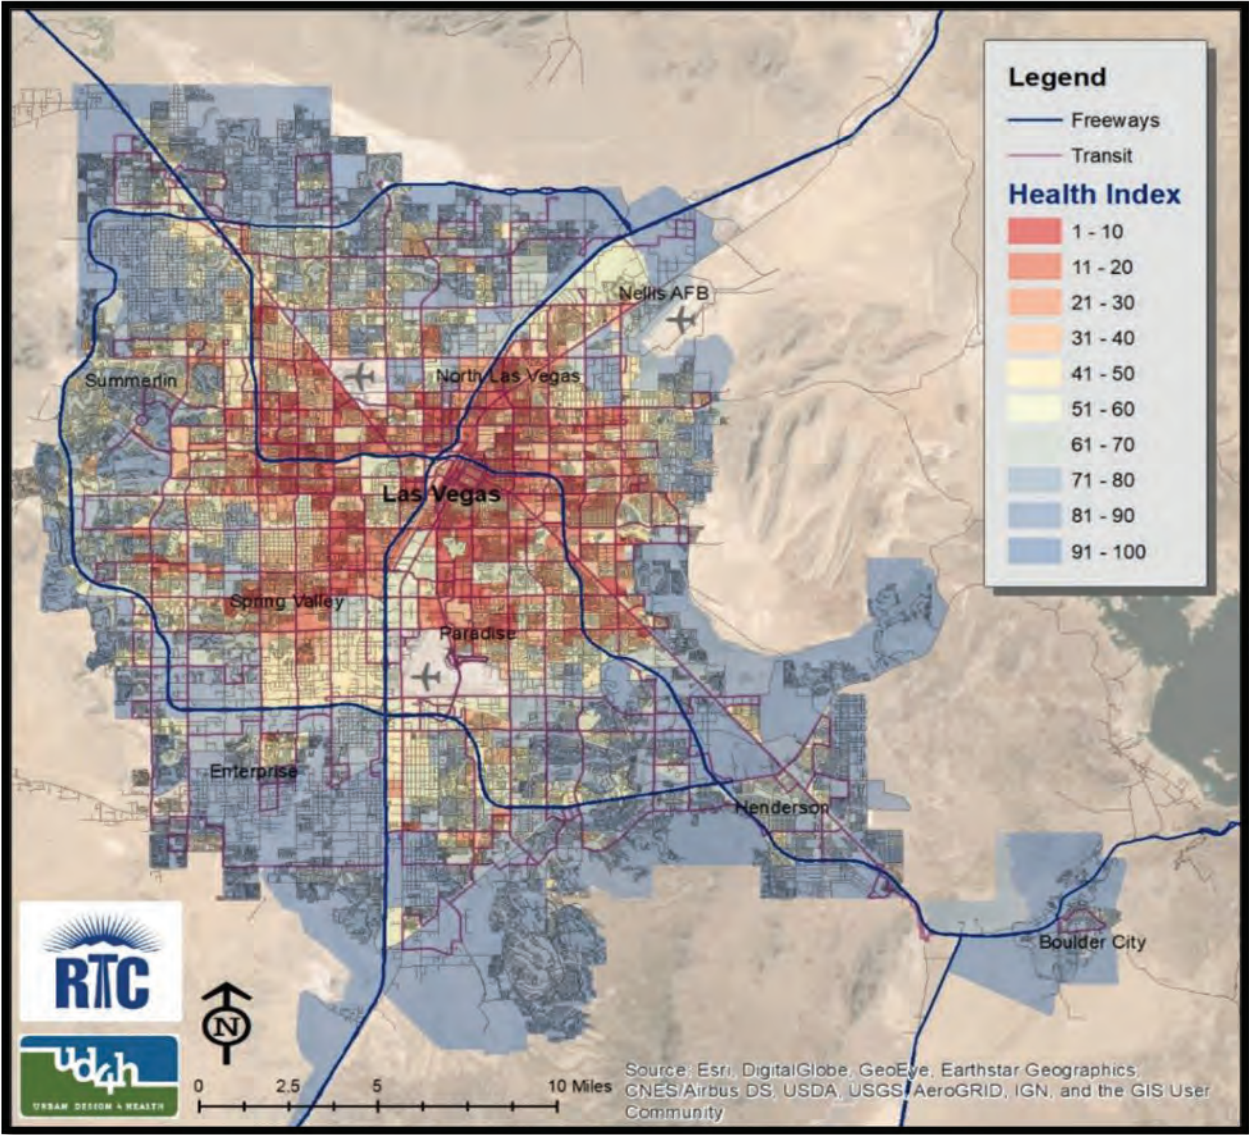 Legend
Freeways
Transit
Health Index
1 - 10
11 - 20
21 - 30
31 - 40
41 - 50
51 - 60
61 - 70
71 - 80
81 - 90
91 - 100
Nellis AFB
Summerlin
North Las Vegas
Las Vegas
Spring Valley
Paradise
Enterprise
Henderson
Boulder City
RTC
N
ud4h
URBAN DESIGN 4 HEALTH
0 2.5 5 10 Miles
Source: Esri, DigitalGlobe, GeoEye, Earthstar Geographics,
CNES/Airbus DS, USDA, USGS, AeroGRID, IGN, and the GIS User
Community